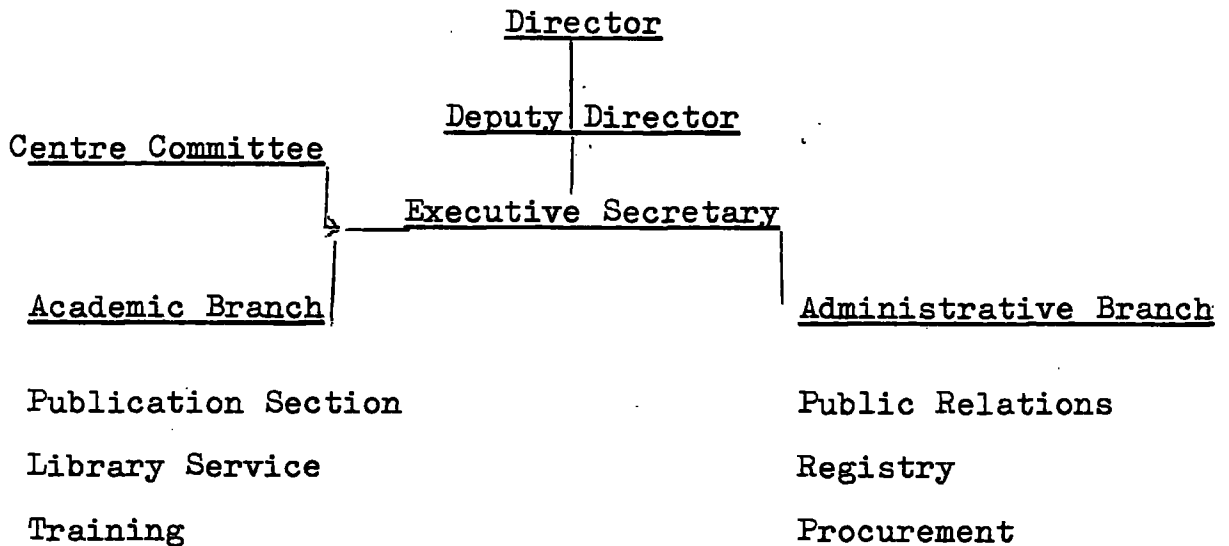 Director
Deputy Director
Centre Committee
Executive Secretary
Academic Branch
Administrative Branch
Publication Section
Public Relations
Library Service
Registry
Training
Procurement